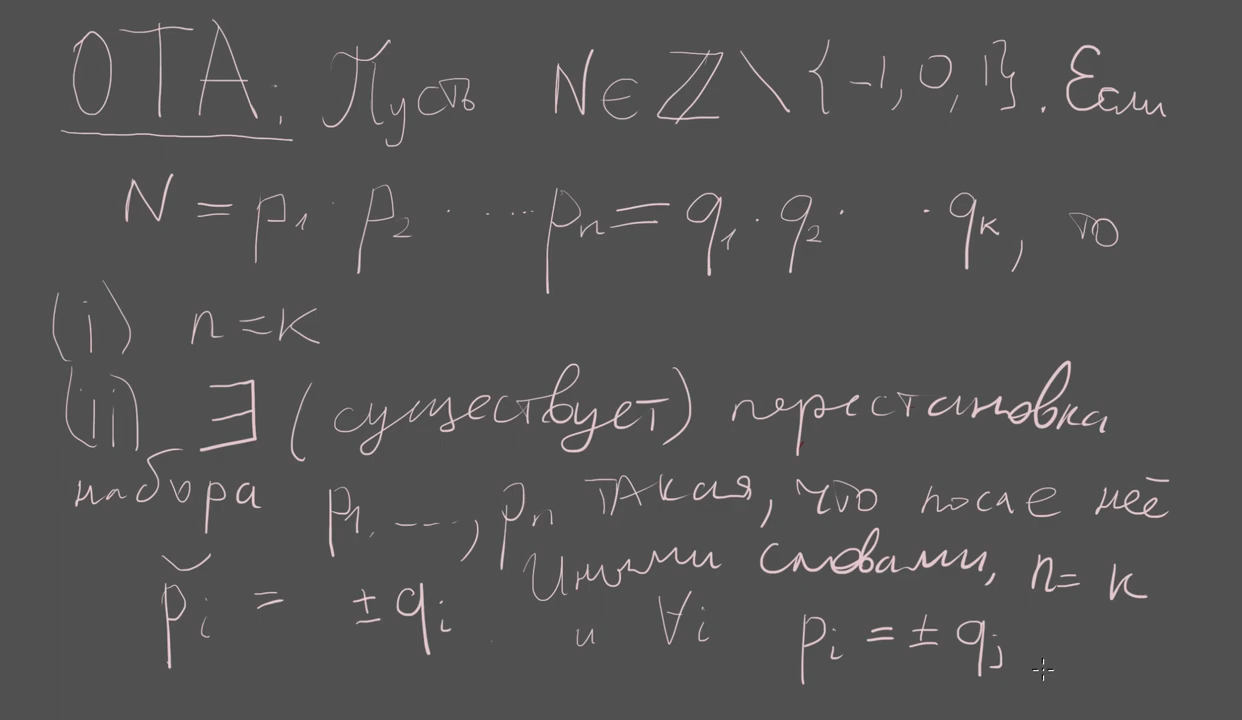 ОТА: Пусть N ∈ ℤ \ {-1, 0, 1}. Если
N = p₁ · p₂ · ... pₙ = q₁ · q₂ · · qₖ, то
(i) n = k
(ii) ∃ (существует) перестановка
набора p₁, ..., pₙ такая, что после неё
p̆ᵢ = ± qᵢ Иными словами, n = k
и ∀i pᵢ = ± qⱼ